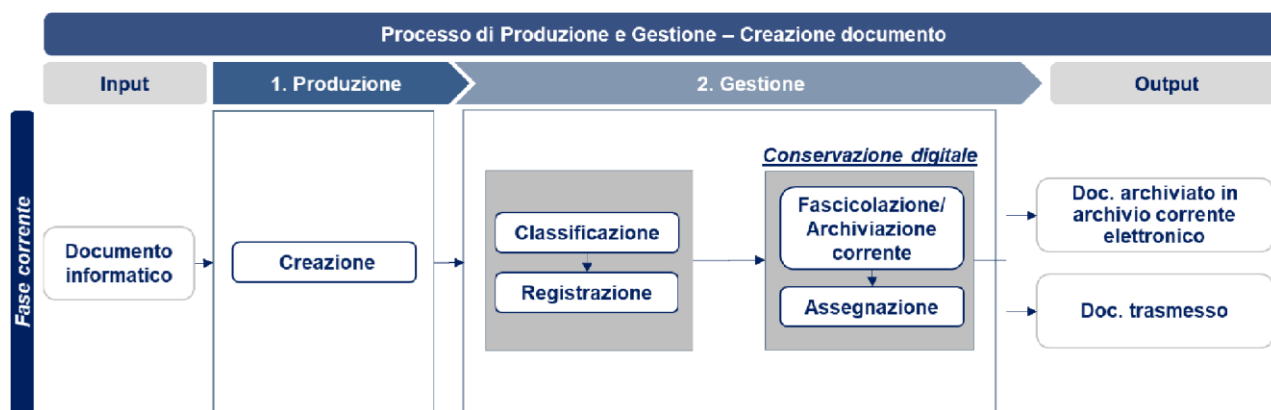 Processo di Produzione e Gestione – Creazione documento
Input
1. Produzione
2. Gestione
Output
Fase corrente
Documento
informatico
Creazione
Classificazione
Registrazione
Conservazione digitale
Fascicolazione/
Archiviazione
corrente
Assegnazione
Doc. archiviato in
archivio corrente
elettronico
Doc. trasmesso